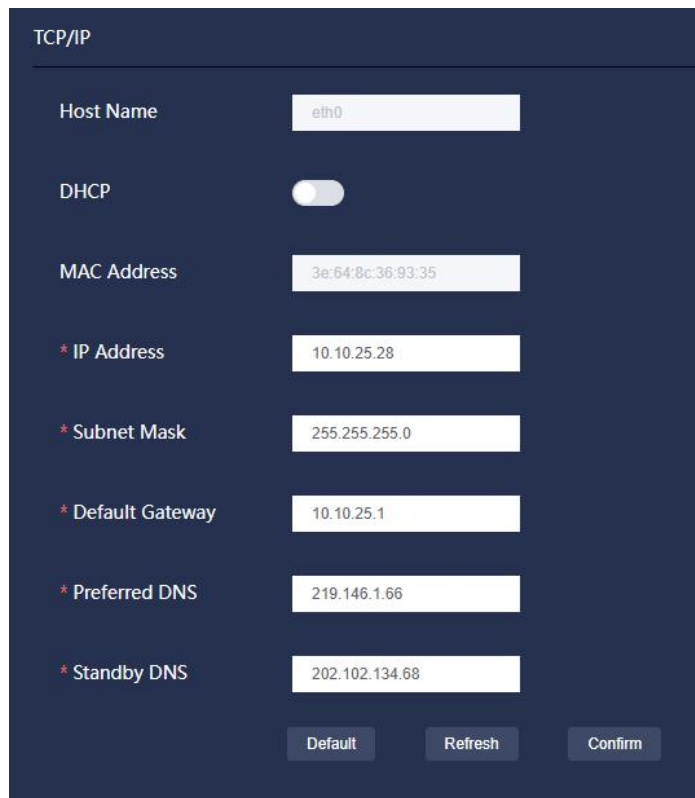 TCP/IP
Host Name eth0
DHCP
MAC Address 3e:64:8c:36:93:35
* IP Address 10.10.25.28
* Subnet Mask 255.255.255.0
* Default Gateway 10.10.25.1
* Preferred DNS 219.146.1.66
* Standby DNS 202.102.134.68
Default Refresh Confirm